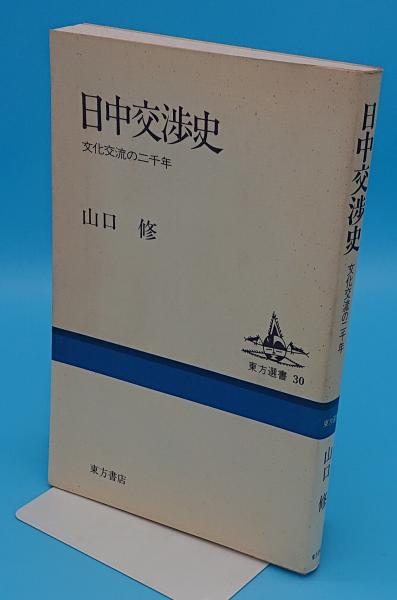 日中交渉史
文化交流の二千年
山口 修
東方選書 30
東方書店
日中交渉史
文化交流の二千年
山口 修